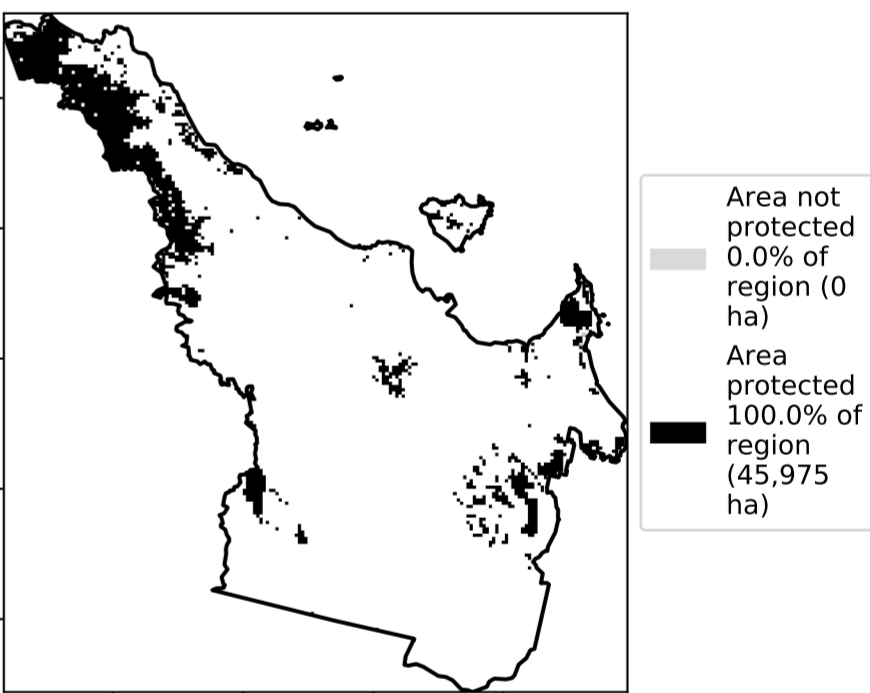 Area not
protected
0.0% of
region (0
ha)
Area
protected
100.0% of
region
(45,975
ha)